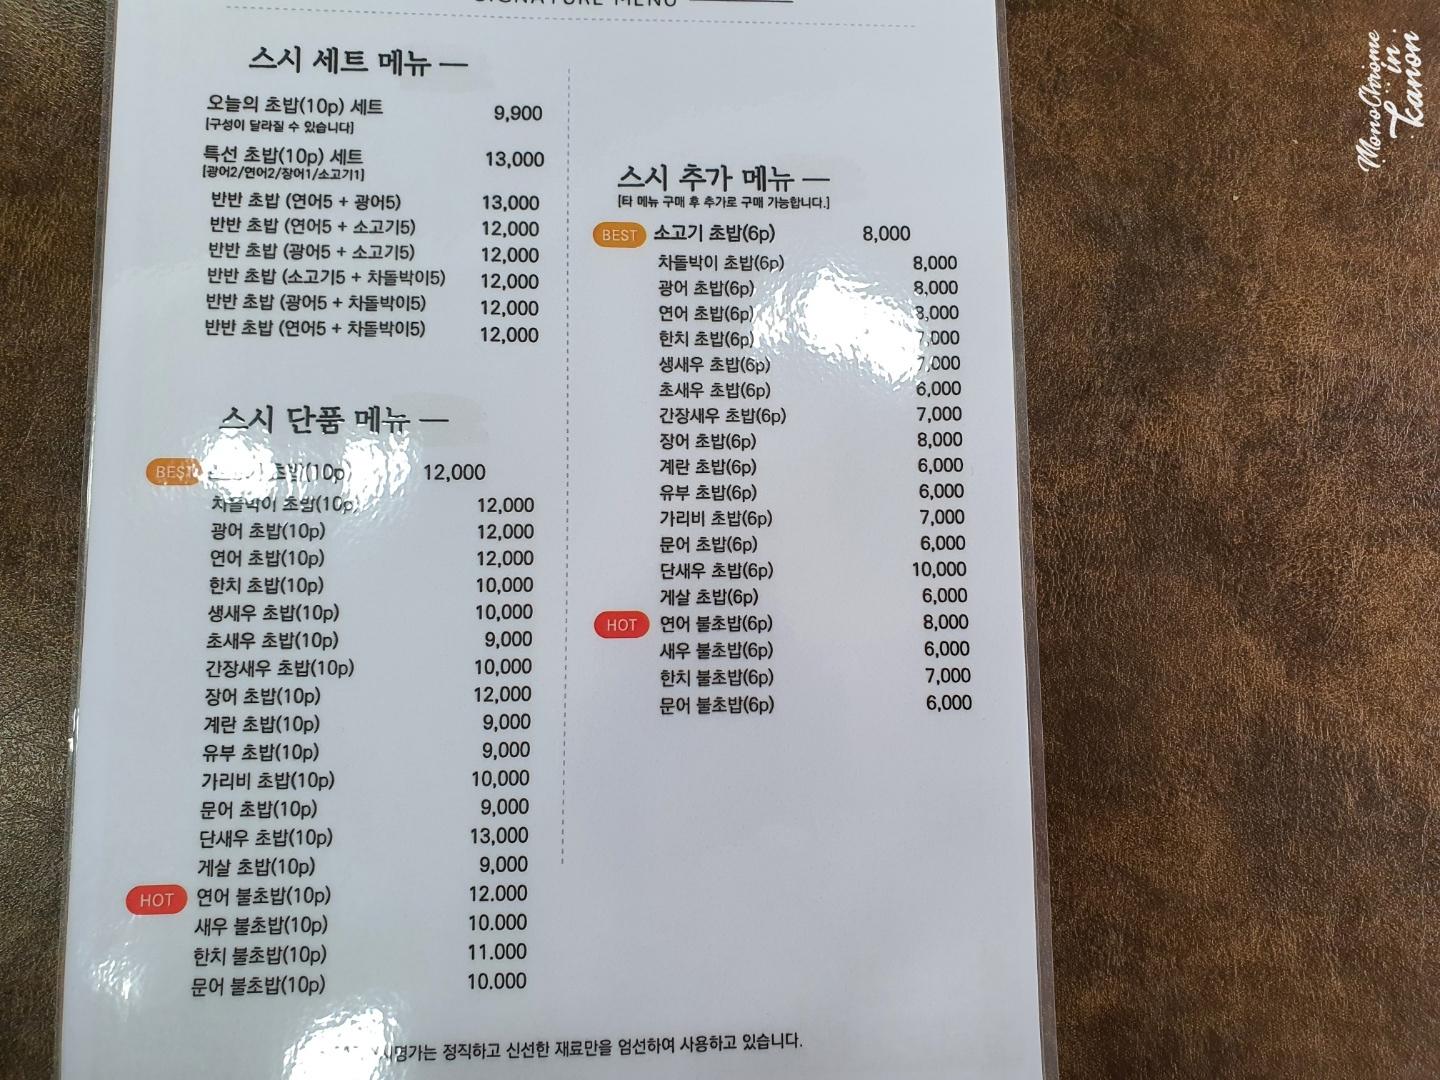 SIGNATURE MENU
스시 세트 메뉴 —
오늘의 초밥(10p) 세트 9,900
[구성이 달라질 수 있습니다]
특선 초밥(10p) 세트 13,000
[광어2/연어2/장어1/소고기1]
반반 초밥 (연어5 + 광어5) 13,000
반반 초밥 (연어5 + 소고기5) 12,000
반반 초밥 (광어5 + 소고기5) 12,000
반반 초밥 (소고기5 + 차돌박이5) 12,000
반반 초밥 (광어5 + 차돌박이5) 12,000
반반 초밥 (연어5 + 차돌박이5) 12,000
스시 단품 메뉴 —
BEST 초밥(10p) 12,000
차돌박이 초밥(10p) 12,000
광어 초밥(10p) 12,000
연어 초밥(10p) 12,000
한치 초밥(10p) 10,000
생새우 초밥(10p) 10,000
초새우 초밥(10p) 9,000
간장새우 초밥(10p) 10,000
장어 초밥(10p) 12,000
계란 초밥(10p) 9,000
유부 초밥(10p) 9,000
가리비 초밥(10p) 10,000
문어 초밥(10p) 9,000
단새우 초밥(10p) 13,000
게살 초밥(10p) 9,000
HOT 연어 불초밥(10p) 12.000
새우 불초밥(10p) 10.000
한치 불초밥(10p) 11.000
문어 불초밥(10p) 10.000
스시 추가 메뉴 —
[타 메뉴 구매 후 추가로 구매 가능합니다.]
BEST 소고기 초밥(6p) 8,000
차돌박이 초밥(6p) 8,000
광어 초밥(6p) 8,000
연어 초밥(6p) 8,000
한치 초밥(6p)
생새우 초밥(6p) 7,000
초새우 초밥(6p) 6,000
간장새우 초밥(6p) 7,000
장어 초밥(6p) 8,000
계란 초밥(6p) 6,000
유부 초밥(6p) 6,000
가리비 초밥(6p) 7,000
문어 초밥(6p) 6,000
단새우 초밥(6p) 10,000
게살 초밥(6p) 6,000
HOT 연어 불초밥(6p) 8,000
새우 불초밥(6p) 6,000
한치 불초밥(6p) 7,000
문어 불초밥(6p) 6,000
정직하고 신선한 재료만을 엄선하여 사용하고 있습니다.
MonoChrome
in
Kanon